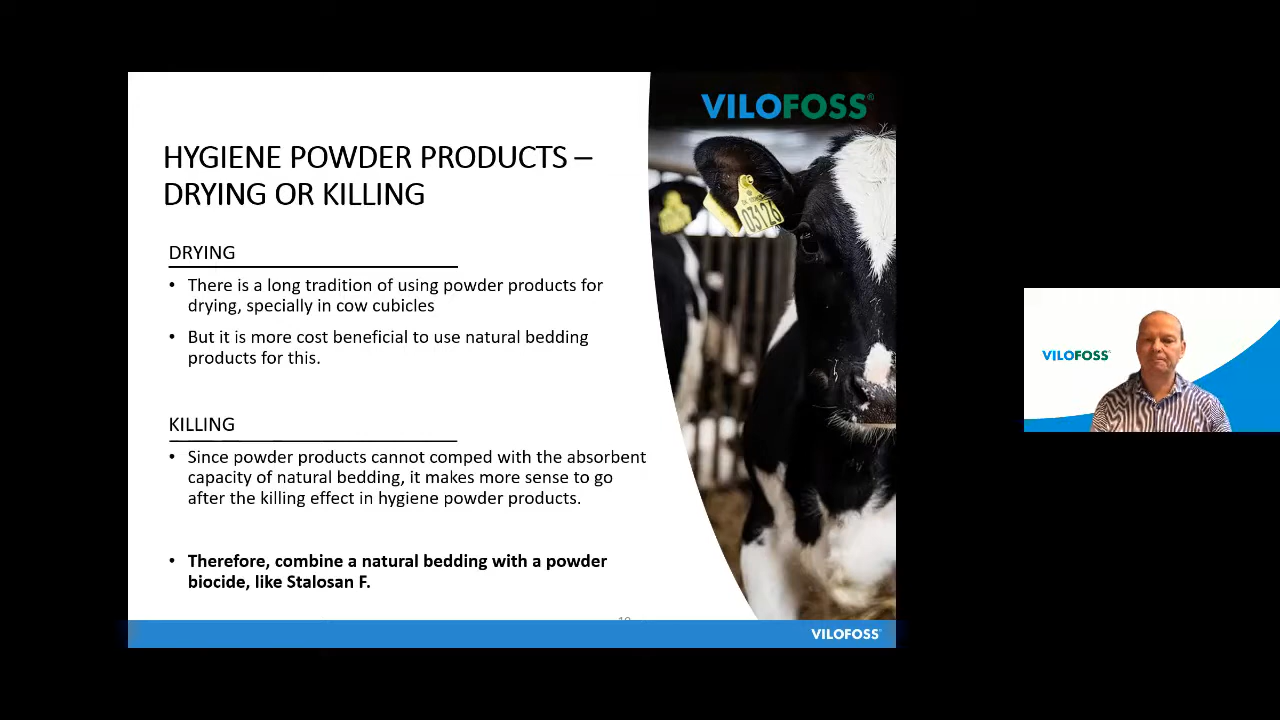 VILOFOSS®
HYGIENE POWDER PRODUCTS –
DRYING OR KILLING
DRYING
• There is a long tradition of using powder products for
drying, specially in cow cubicles
• But it is more cost beneficial to use natural bedding
products for this.
KILLING
• Since powder products cannot comped with the absorbent
capacity of natural bedding, it makes more sense to go
after the killing effect in hygiene powder products.
• Therefore, combine a natural bedding with a powder
biocide, like Stalosan F.
VILOFOSS®
03126
VILOFOSS®